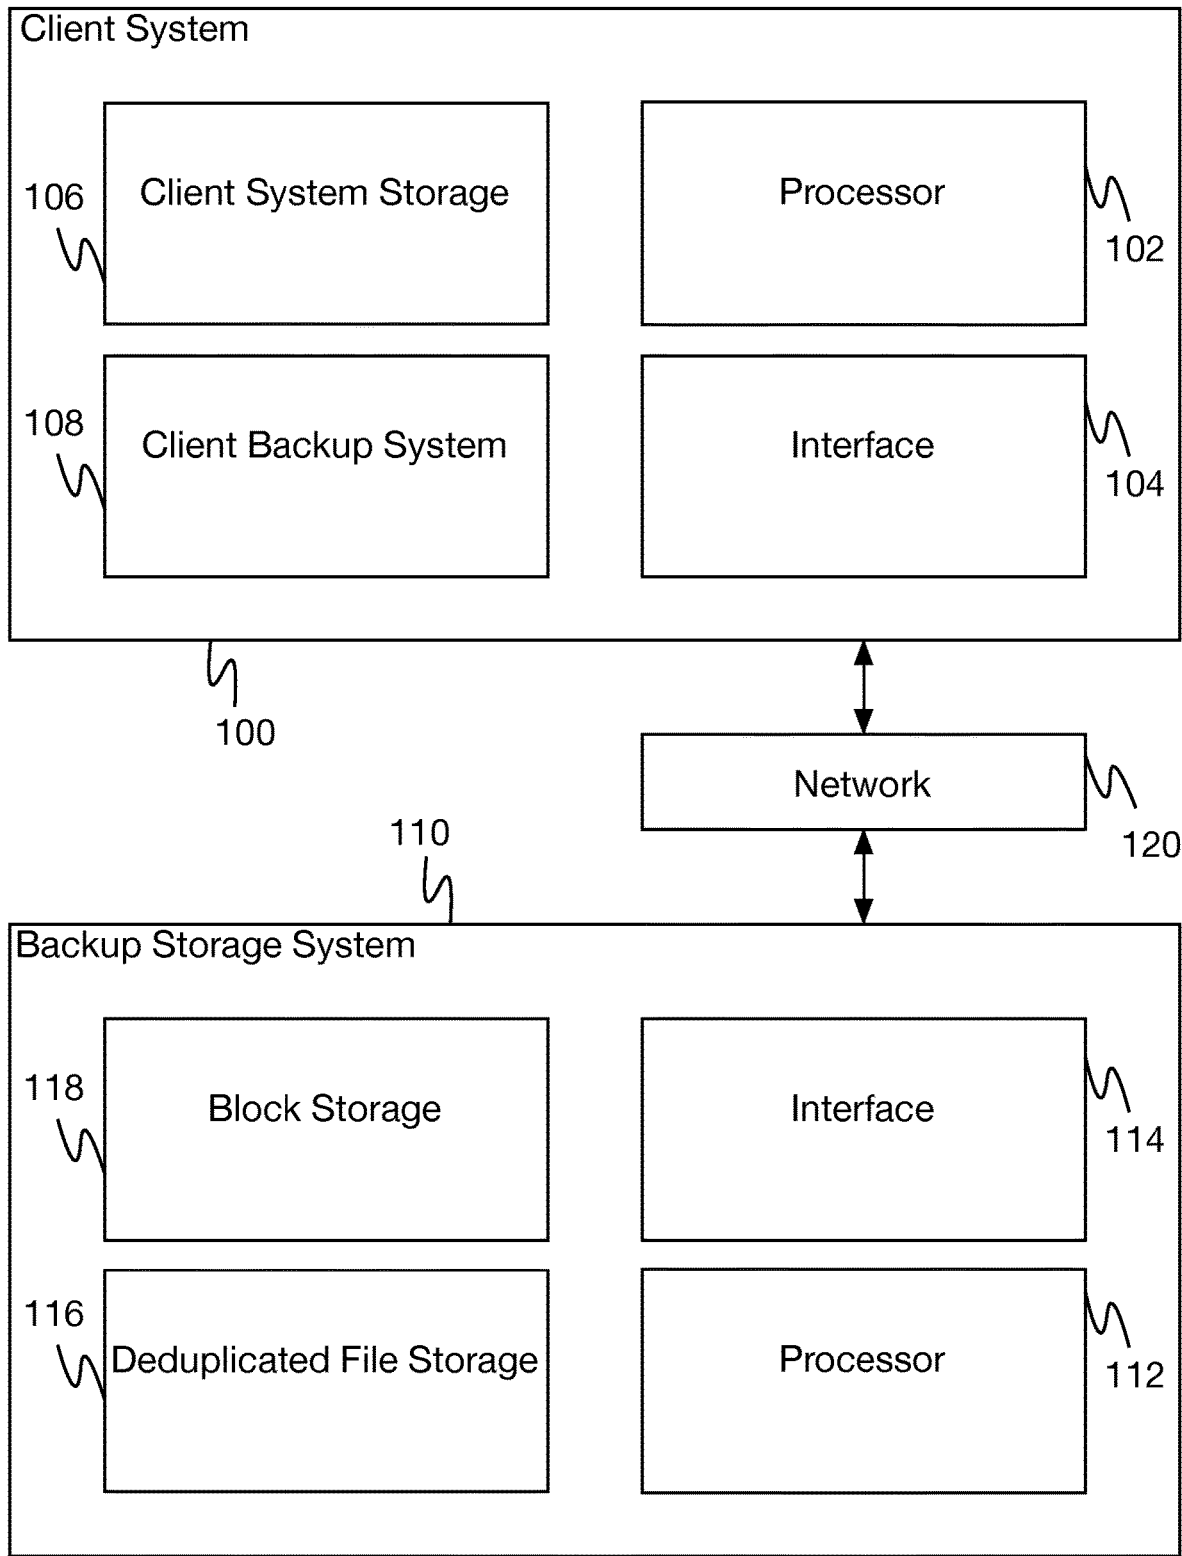 Client System
106
Client System Storage
Processor
102
108
Client Backup System
Interface
104
100
Network
120
110
Backup Storage System
118
Block Storage
Interface
114
116
Deduplicated File Storage
Processor
112